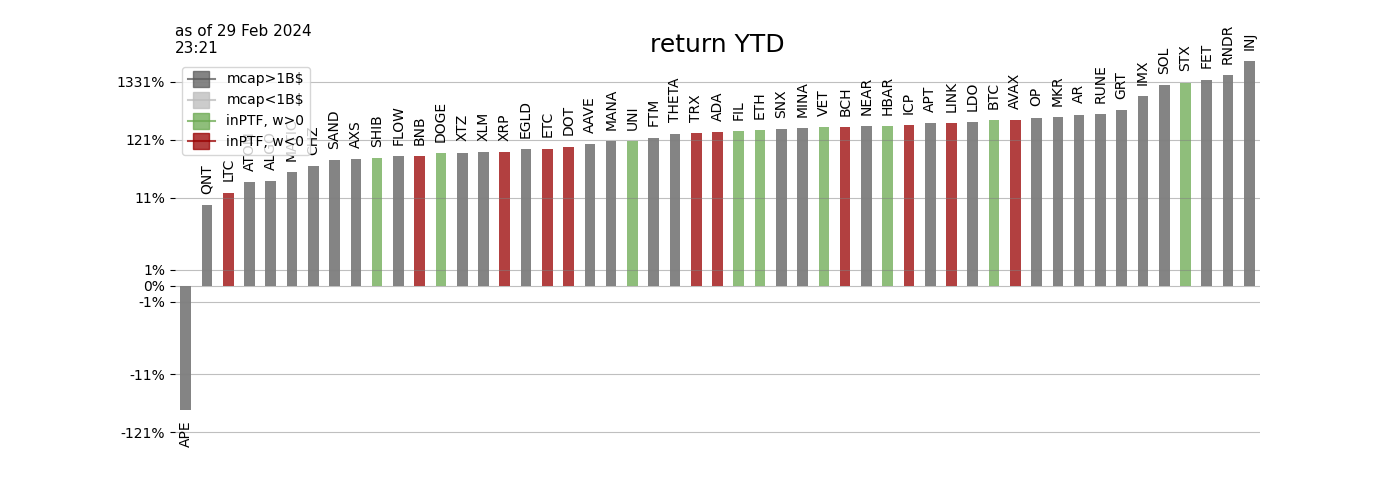 as of 29 Feb 2024
23:21
return YTD
mcap>1B$
mcap<1B$
inPTF, w>0
inPTF, w<0
1331%
121%
11%
1%
0%
-1%
-11%
-121%
APE
QNT
LTC
ATOM
ALGO
MATIC
CHZ
SAND
AXS
SHIB
FLOW
BNB
DOGE
XTZ
XLM
XRP
EGLD
ETC
DOT
AAVE
MANA
UNI
FTM
THETA
TRX
ADA
FIL
ETH
SNX
MINA
VET
BCH
NEAR
HBAR
ICP
APT
LINK
LDO
BTC
AVAX
OP
MKR
AR
RUNE
GRT
IMX
SOL
STX
FET
RNDR
INJ